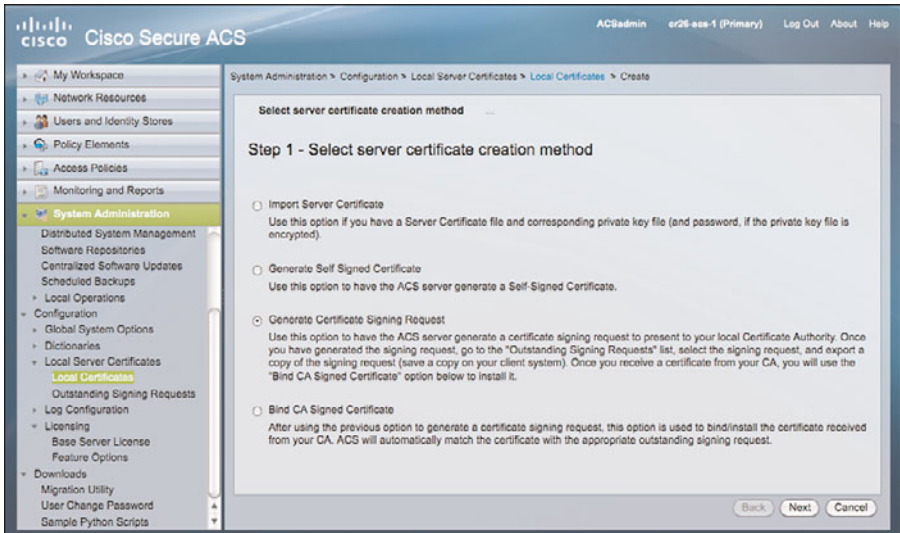 ACSadmin er26-acs-1 (Primary) Log Out About Help
CISCO Cisco Secure ACS
My Workspace
Network Resources
Users and Identity Stores
Policy Elements
Access Policies
Monitoring and Reports
System Administration
Distributed System Management
Software Repositories
Centralized Software Updates
Scheduled Backups
Local Operations
Configuration
Global System Options
Dictionaries
Local Server Certificates
Local Certificates
Outstanding Signing Requests
Log Configuration
Licensing
Base Server License
Feature Options
Downloads
Migration Utility
User Change Password
Sample Python Scripts
System Administration > Configuration > Local Server Certificates > Local Certificates > Create
Select server certificate creation method ...
Step 1 - Select server certificate creation method
Import Server Certificate
Use this option if you have a Server Certificate file and corresponding private key file (and password, if the private key file is
encrypted).
Generate Self Signed Certificate
Use this option to have the ACS server generate a Self-Signed Certificate.
Generate Certificate Signing Request
Use this option to have the ACS server generate a certificate signing request to present to your local Certificate Authority. Once
you have generated the signing request, go to the "Outstanding Signing Requests" list, select the signing request, and export a
copy of the signing request (save a copy on your client system). Once you receive a certificate from your CA, you will use the
"Bind CA Signed Certificate" option below to install it.
Bind CA Signed Certificate
After using the previous option to generate a certificate signing request, this option is used to bind/install the certificate received
from your CA. ACS will automatically match the certificate with the appropriate outstanding signing request.
Back Next Cancel